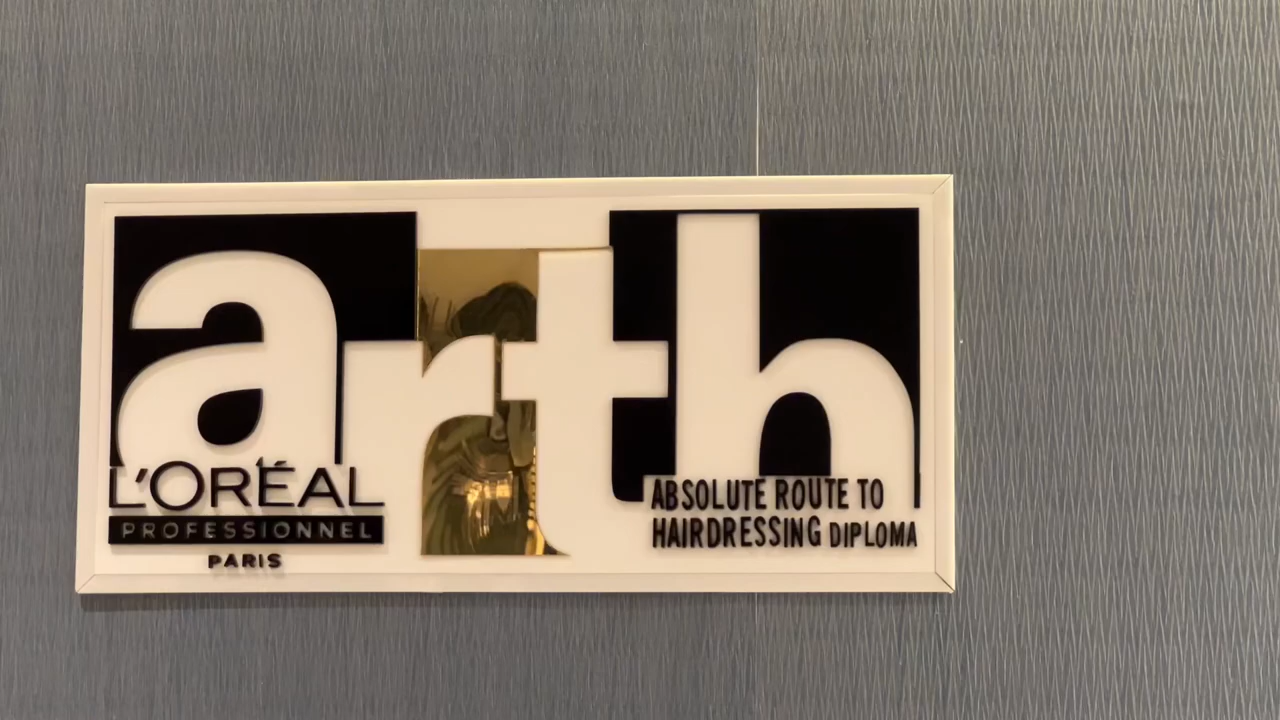 arth
L'ORÉAL
PROFESSIONNEL
PARIS
ABSOLUTE ROUTE TO
HAIRDRESSING DIPLOMA